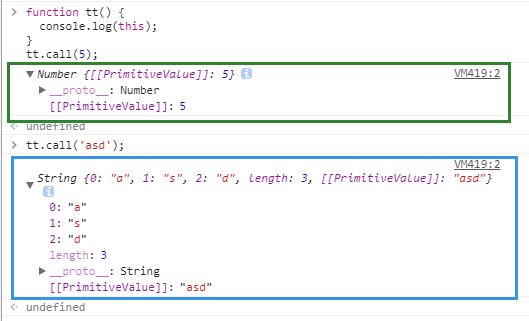 > function tt() {
console.log(this);
}
tt.call(5);
▼ Number {[[PrimitiveValue]]: 5} i VM419:2
▶ __proto__: Number
[[PrimitiveValue]]: 5
< undefined
> tt.call('asd');
VM419:2
▼ String {0: "a", 1: "s", 2: "d", length: 3, [[PrimitiveValue]]: "asd"}
i
0: "a"
1: "s"
2: "d"
length: 3
▶ __proto__: String
[[PrimitiveValue]]: "asd"
< undefined